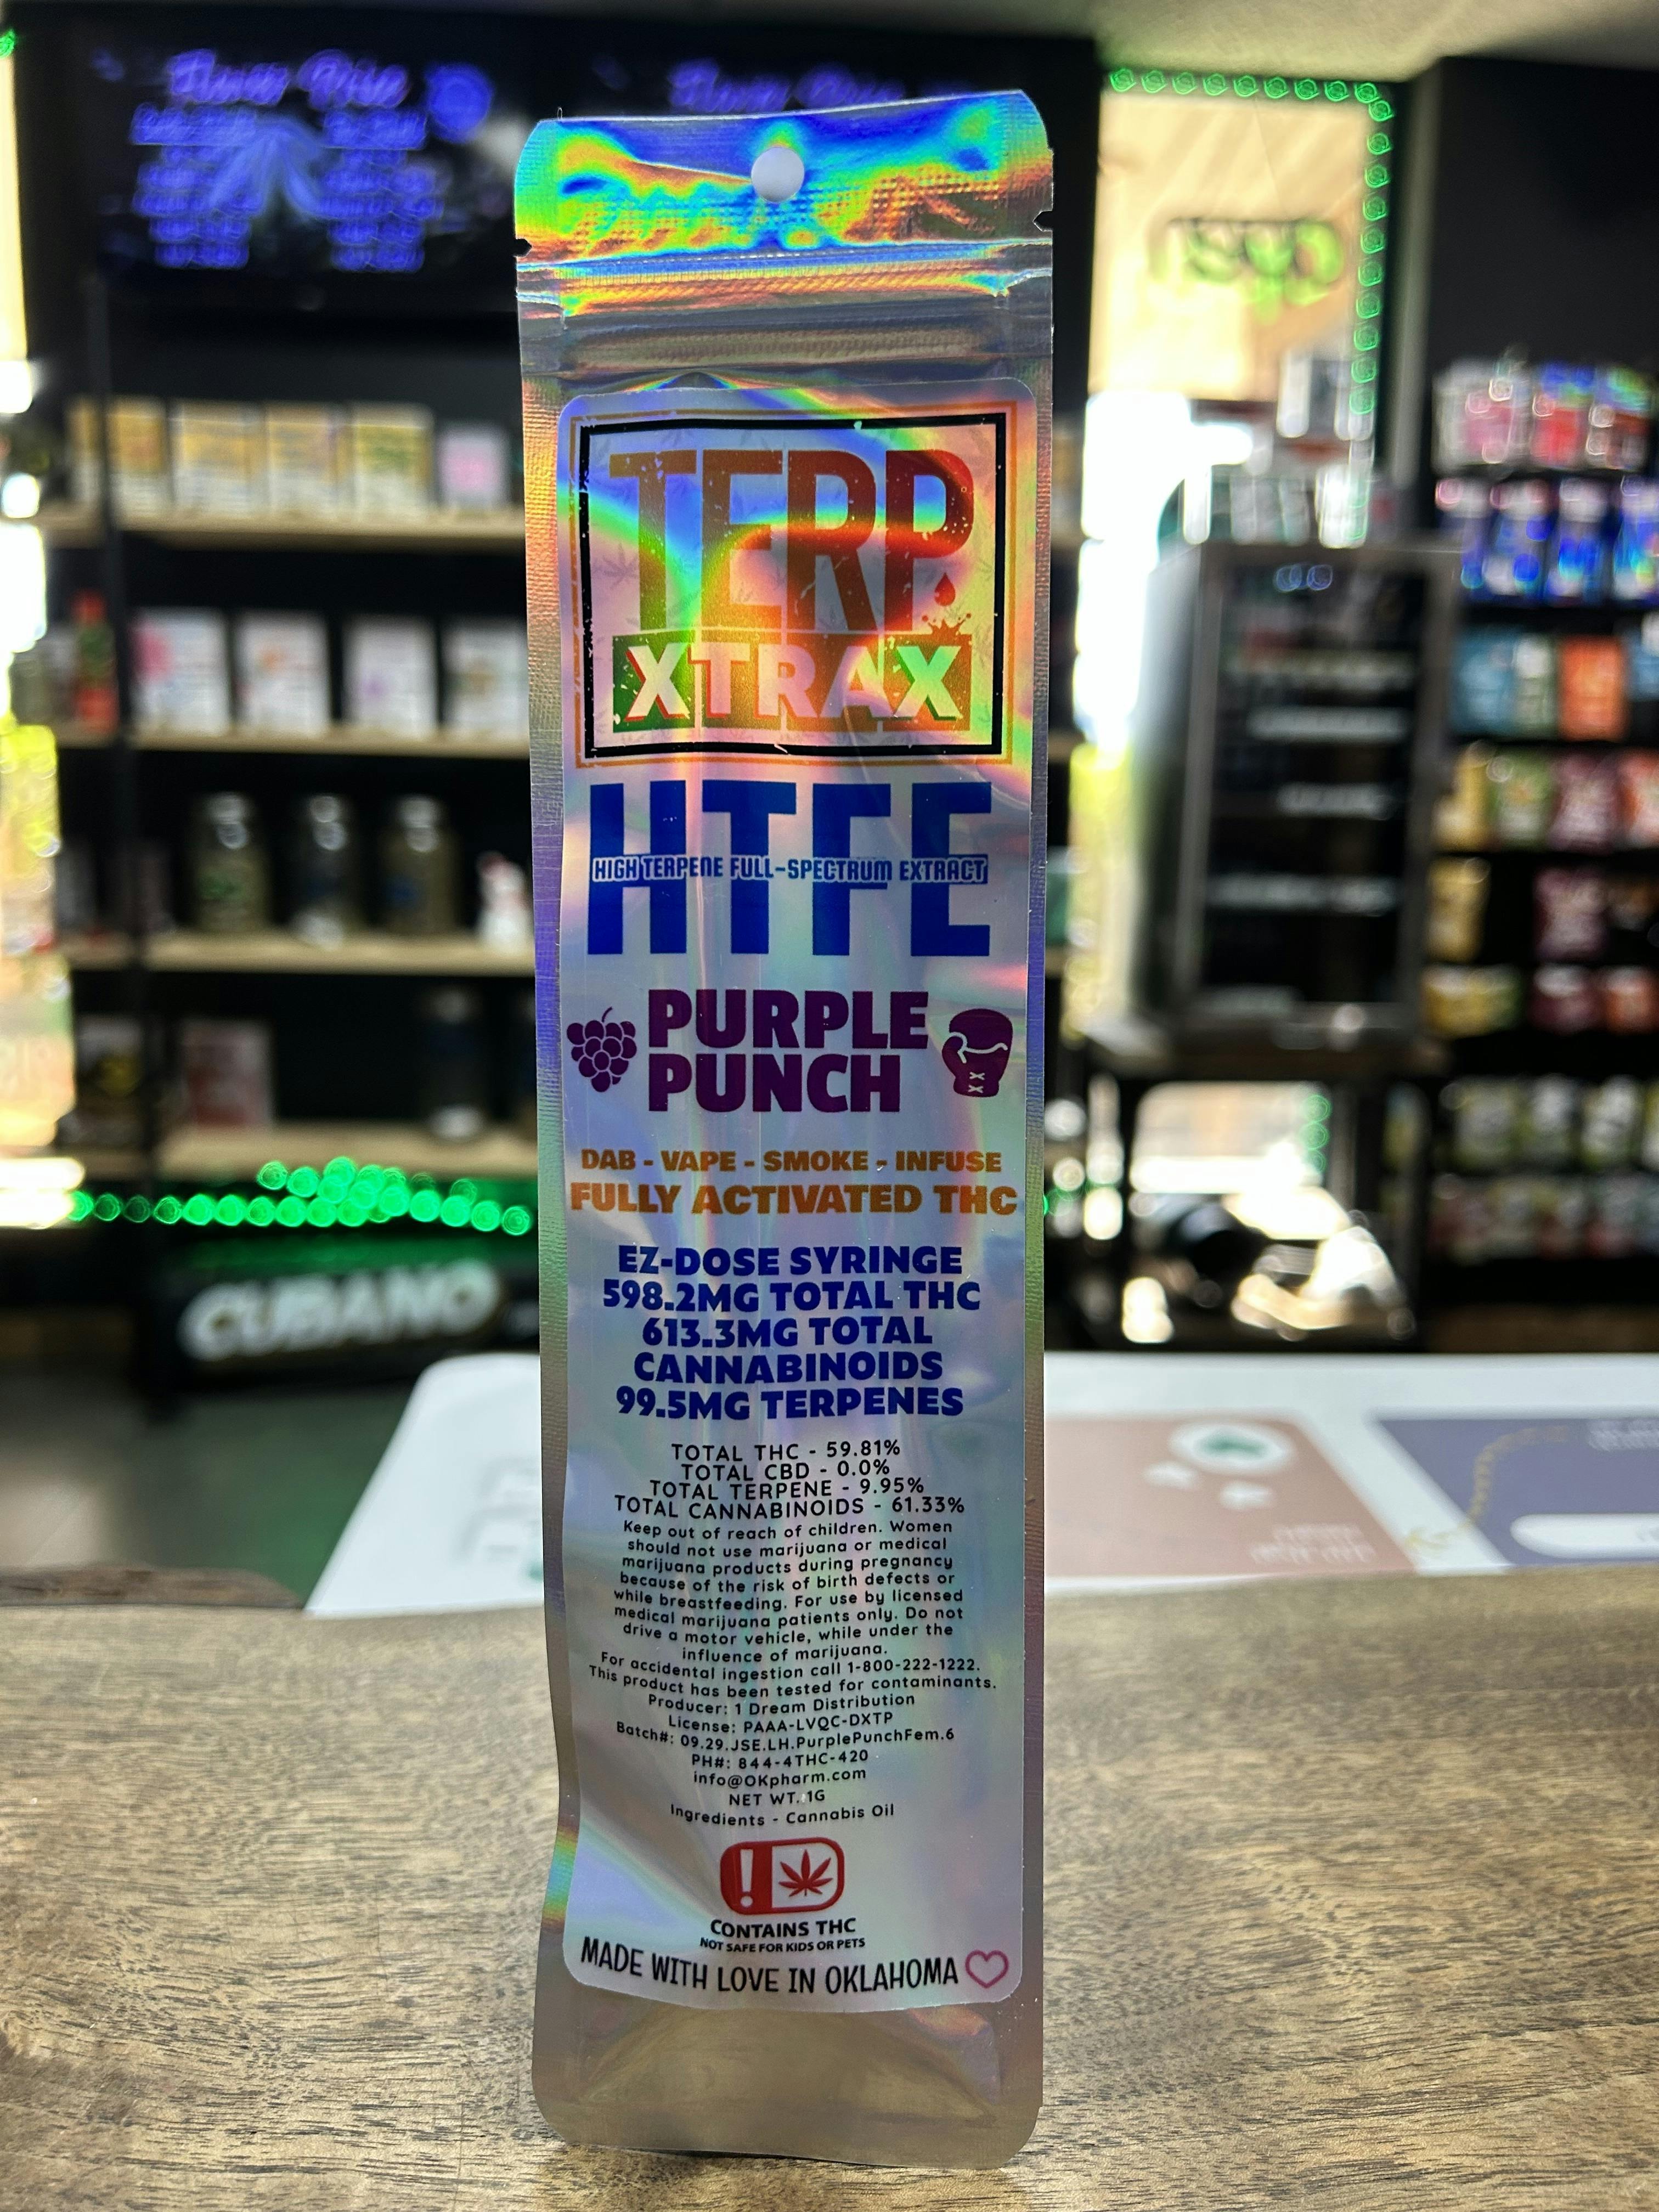 TERP
XTRAX
HTFE
HIGH TERPENE FULL-SPECTRUM EXTRACT
PURPLE
PUNCH
DAB - VAPE - SMOKE - INFUSE
FULLY ACTIVATED THC
EZ-DOSE SYRINGE
598.2MG TOTAL THC
613.3MG TOTAL
CANNABINOIDS
99.5MG TERPENES
TOTAL THC - 59.81%
TOTAL CBD - 0.0%
TOTAL TERPENE - 9.95%
TOTAL CANNABINOIDS - 61.33%
Keep out of reach of children. Women
should not use marijuana or medical
marijuana products during pregnancy
because of the risk of birth defects or
while breastfeeding. For use by licensed
medical marijuana patients only. Do not
drive a motor vehicle, while under the
influence of marijuana.
For accidental ingestion call 1-800-222-1222.
This product has been tested for contaminants.
Producer: 1 Dream Distribution
License: PAAA-LVQC-DXTP
Batch#: 09.29.JSE.LH.PurplePunchFem.6
PH#: 844-4THC-420
info@OKpharm.com
NET WT. 1G
Ingredients - Cannabis Oil
!
CONTAINS THC
NOT SAFE FOR KIDS OR PETS
MADE WITH LOVE IN OKLAHOMA
CUBANO